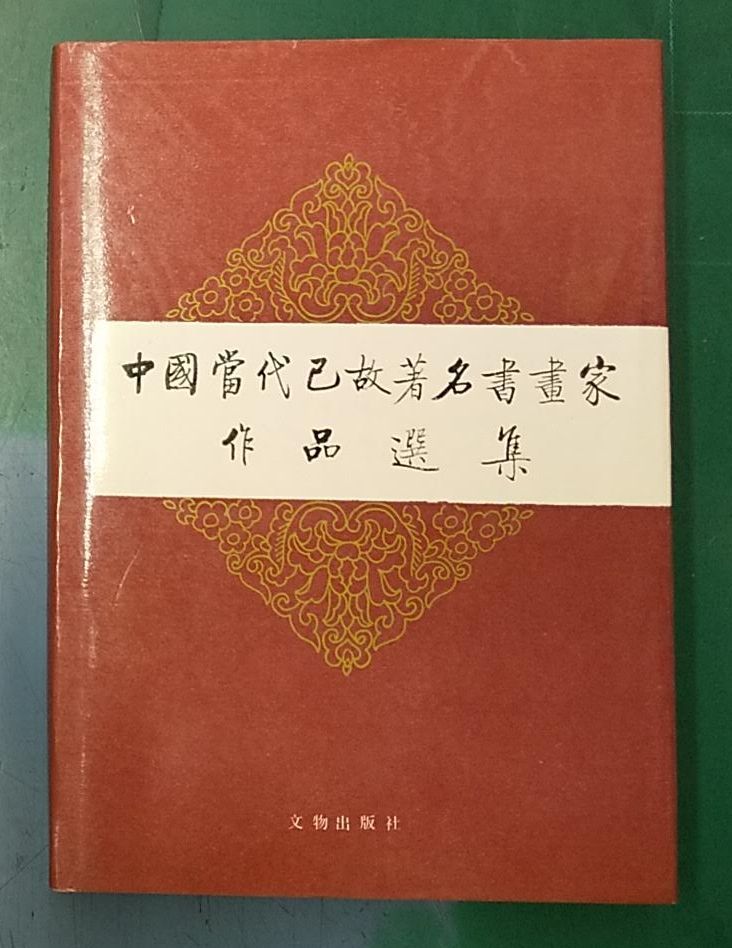 中國當代已故著名書畫家
作品選集
文物出版社